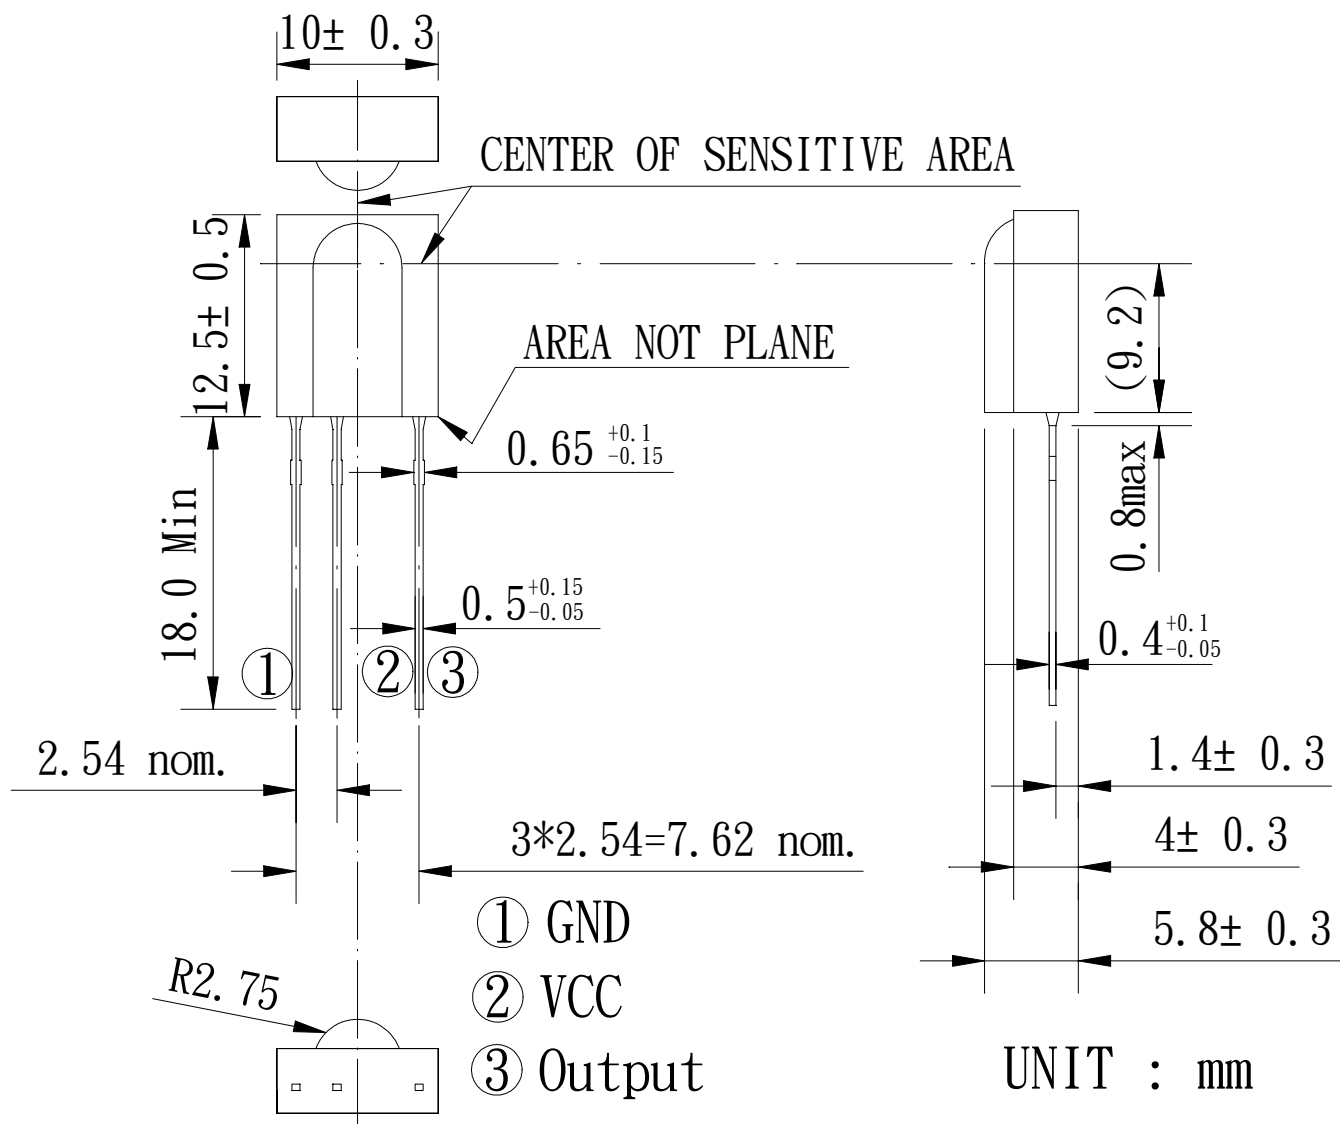 10± 0.3
CENTER OF SENSITIVE AREA
12.5± 0.5
(9.2)
AREA NOT PLANE
0.65 +0.1 -0.15
0.8max
18.0 Min
0.5 +0.15 -0.05
0.4 +0.1 -0.05
① ② ③
2.54 nom.
1.4± 0.3
3*2.54=7.62 nom.
4± 0.3
① GND
5.8± 0.3
R2.75
② VCC
③ Output
UNIT : mm